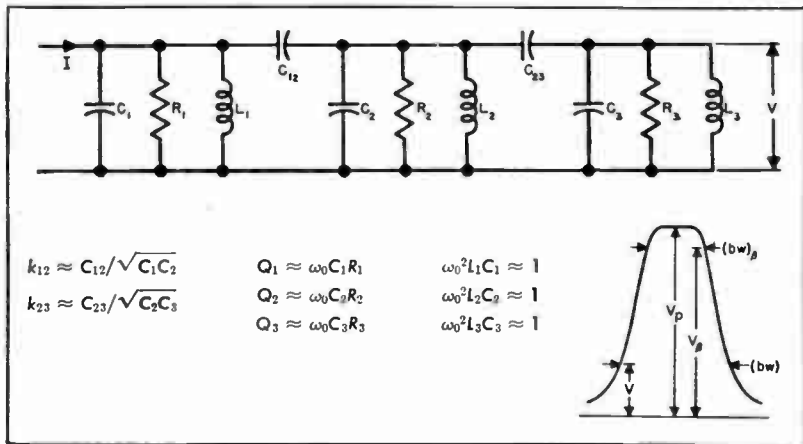 I
C₁
R₁
L₁
C₁₂
C₂
R₂
L₂
C₂₃
C₃
R₃
L₃
V
k₁₂ ≈ C₁₂/√C₁C₂
k₂₃ ≈ C₂₃/√C₂C₃
Q₁ ≈ ω₀C₁R₁
Q₂ ≈ ω₀C₂R₂
Q₃ ≈ ω₀C₃R₃
ω₀²L₁C₁ ≈ 1
ω₀²L₂C₂ ≈ 1
ω₀²L₃C₃ ≈ 1
(bw)β
Vp
Vβ
V
(bw)